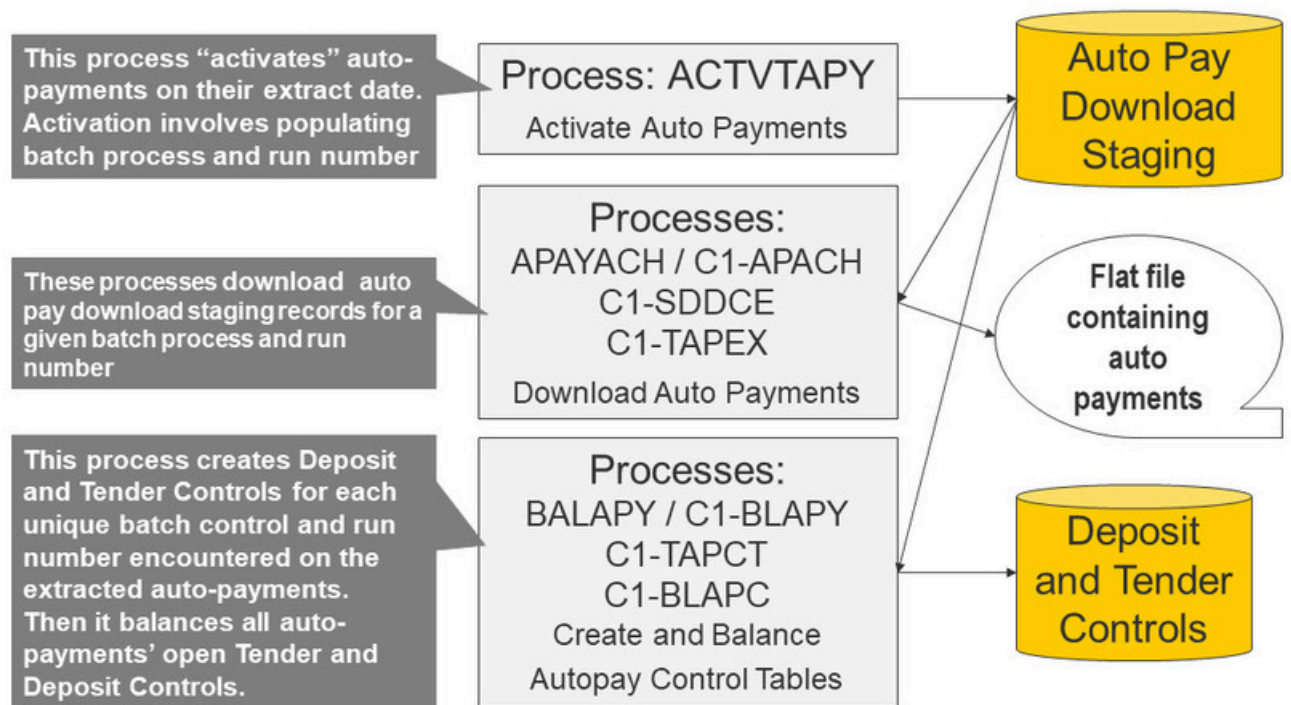 This process “activates” auto-
payments on their extract date.
Activation involves populating
batch process and run number
Process: ACTVTAPY
Activate Auto Payments
Auto Pay
Download
Staging
These processes download auto
pay download staging records for a
given batch process and run
number
Processes:
APAYACH / C1-APACH
C1-SDDCE
C1-TAPEX
Download Auto Payments
Flat file
containing
auto
payments
This process creates Deposit
and Tender Controls for each
unique batch control and run
number encountered on the
extracted auto-payments.
Then it balances all auto-
payments’ open Tender and
Deposit Controls.
Processes:
BALAPY / C1-BLAPY
C1-TAPCT
C1-BLAPC
Create and Balance
Autopay Control Tables
Deposit
and Tender
Controls